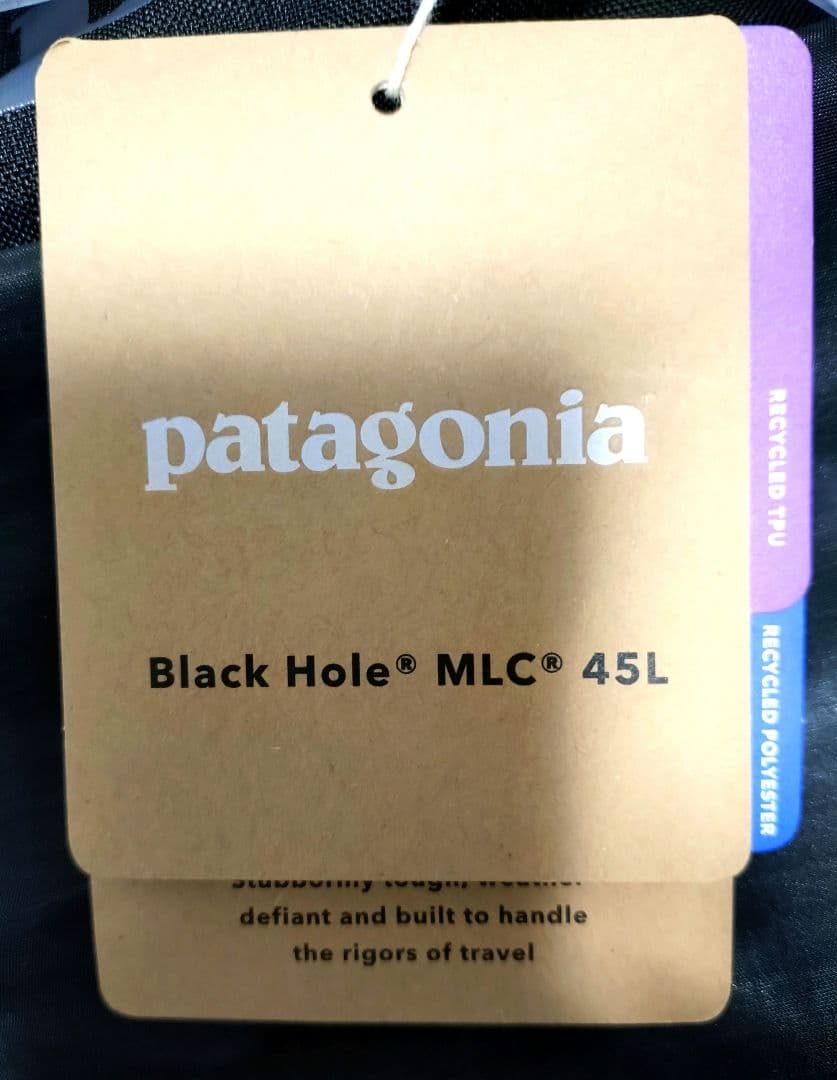 patagonia
Black Hole® MLC® 45L
RECYCLED TPU
RECYCLED POLYESTER
defiant and built to handle
the rigors of travel